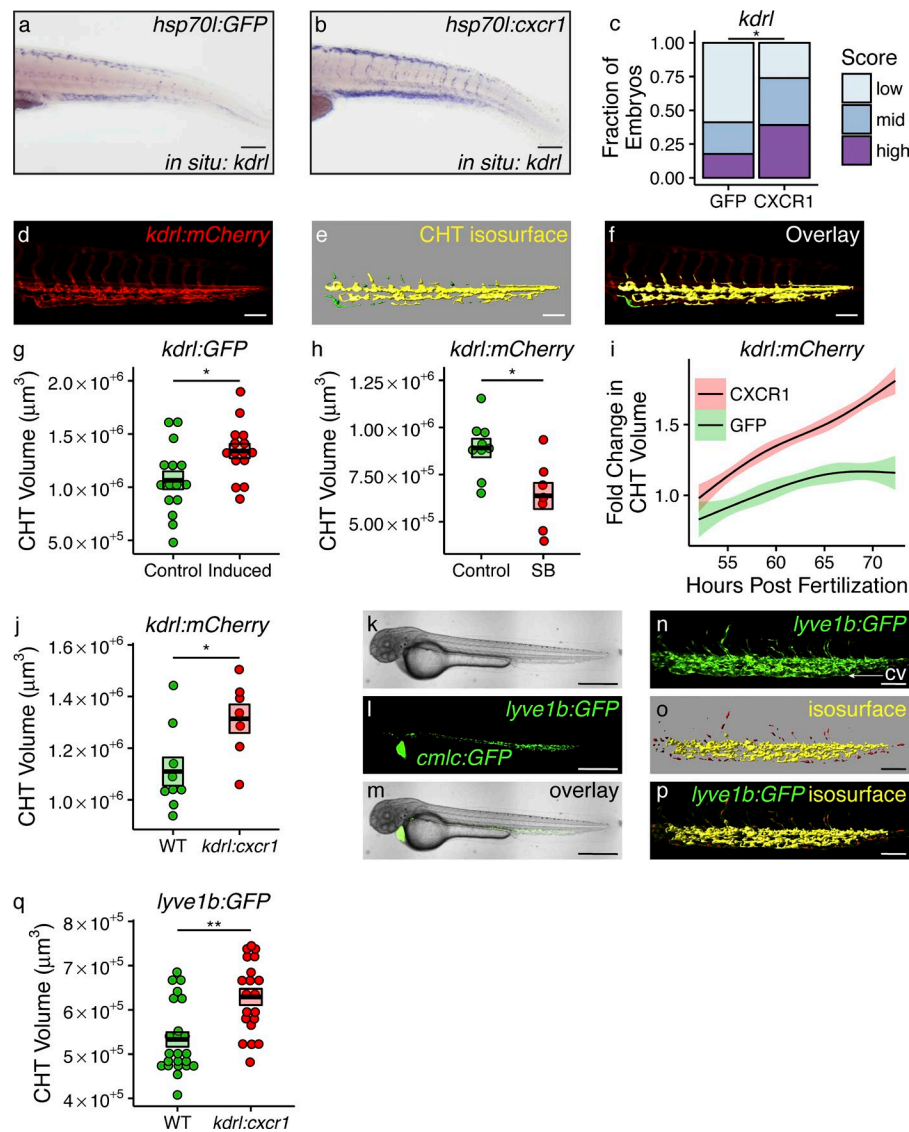 a
hsp70l:GFP
in situ: kdrl
b
hsp70l:cxcr1
in situ: kdrl
c
kdrl
*
Fraction of
Embryos
1.00
0.75
0.50
0.25
0.00
GFP CXCR1
Score
low
mid
high
d
kdrl:mCherry
e
CHT isosurface
f
Overlay
g
kdrl:GFP
*
CHT Volume (μm³)
2.0×10⁺⁶
1.5×10⁺⁶
1.0×10⁺⁶
5.0×10⁺⁵
Control Induced
h
kdrl:mCherry
*
CHT Volume (μm³)
1.25×10⁺⁶
1.00×10⁺⁶
7.50×10⁺⁵
5.00×10⁺⁵
Control SB
i
kdrl:mCherry
CXCR1
GFP
Fold Change in
CHT Volume
1.5
1.0
55 60 65 70
Hours Post Fertilization
j
kdrl:mCherry
*
CHT Volume (μm³)
1.6×10⁺⁶
1.4×10⁺⁶
1.2×10⁺⁶
1.0×10⁺⁶
WT kdrl:cxcr1
k
l
lyve1b:GFP
cmlc:GFP
m
overlay
n
lyve1b:GFP
CV
o
isosurface
p
lyve1b:GFP isosurface
q
lyve1b:GFP
**
CHT Volume (μm³)
8×10⁺⁵
7×10⁺⁵
6×10⁺⁵
5×10⁺⁵
4×10⁺⁵
WT kdrl:cxcr1